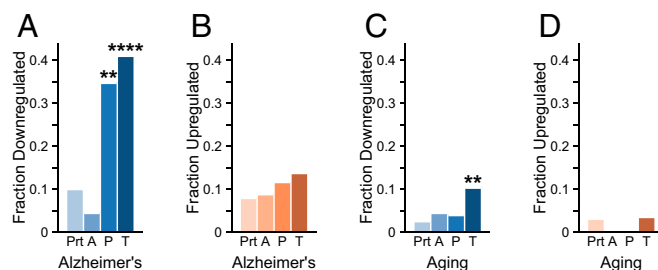 A
Fraction Downregulated
0.4
0.3
0.2
0.1
0
**
****
Prt A P T
Alzheimer's
B
Fraction Upregulated
0.4
0.3
0.2
0.1
0
Prt A P T
Alzheimer's
C
Fraction Downregulated
0.4
0.3
0.2
0.1
0
**
Prt A P T
Aging
D
Fraction Upregulated
0.4
0.3
0.2
0.1
0
Prt A P T
Aging